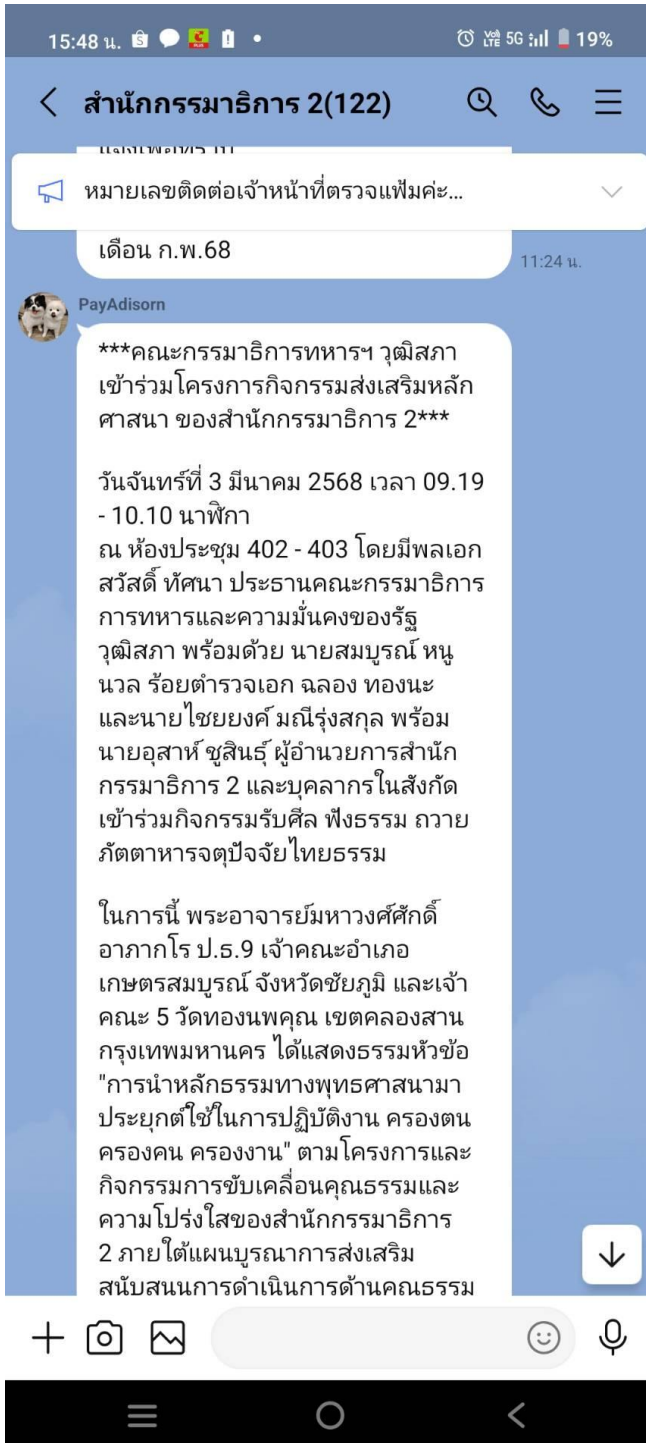 15:48 น.
5G 19%
สำนักกรรมาธิการ 2(122)
หมายเลขติดต่อเจ้าหน้าที่ตรวจแฟ้มค่ะ...
เดือน ก.พ.68
11:24 น.
PayAdisorn
***คณะกรรมาธิการทหารฯ วุฒิสภา
เข้าร่วมโครงการกิจกรรมส่งเสริมหลัก
ศาสนา ของสำนักกรรมาธิการ 2***
วันจันทร์ที่ 3 มีนาคม 2568 เวลา 09.19
- 10.10 นาฬิกา
ณ ห้องประชุม 402 - 403 โดยมีพลเอก
สวัสดิ์ ทัศนา ประธานคณะกรรมาธิการ
การทหารและความมั่นคงของรัฐ
วุฒิสภา พร้อมด้วย นายสมบูรณ์ หนู
นวล ร้อยตำรวจเอก ฉลอง ทองนะ
และนายไชยยงค์ มณีรุ่งสกุล พร้อม
นายอุสาห์ ชูสินธุ์ ผู้อำนวยการสำนัก
กรรมาธิการ 2 และบุคลากรในสังกัด
เข้าร่วมกิจกรรมรับศีล ฟังธรรม ถวาย
ภัตตาหารจตุปัจจัยไทยธรรม
ในการนี้ พระอาจารย์มหาวงศ์ศักดิ์
อาภากโร ป.ธ.9 เจ้าคณะอำเภอ
เกษตรสมบูรณ์ จังหวัดชัยภูมิ และเจ้า
คณะ 5 วัดทองนพคุณ เขตคลองสาน
กรุงเทพมหานคร ได้แสดงธรรมหัวข้อ
"การนำหลักธรรมทางพุทธศาสนามา
ประยุกต์ใช้ในการปฏิบัติงาน ครองตน
ครองคน ครองงาน" ตามโครงการและ
กิจกรรมการขับเคลื่อนคุณธรรมและ
ความโปร่งใสของสำนักกรรมาธิการ
2 ภายใต้แผนบูรณาการส่งเสริม
สนับสนุนการดำเนินการด้านคุณธรรม